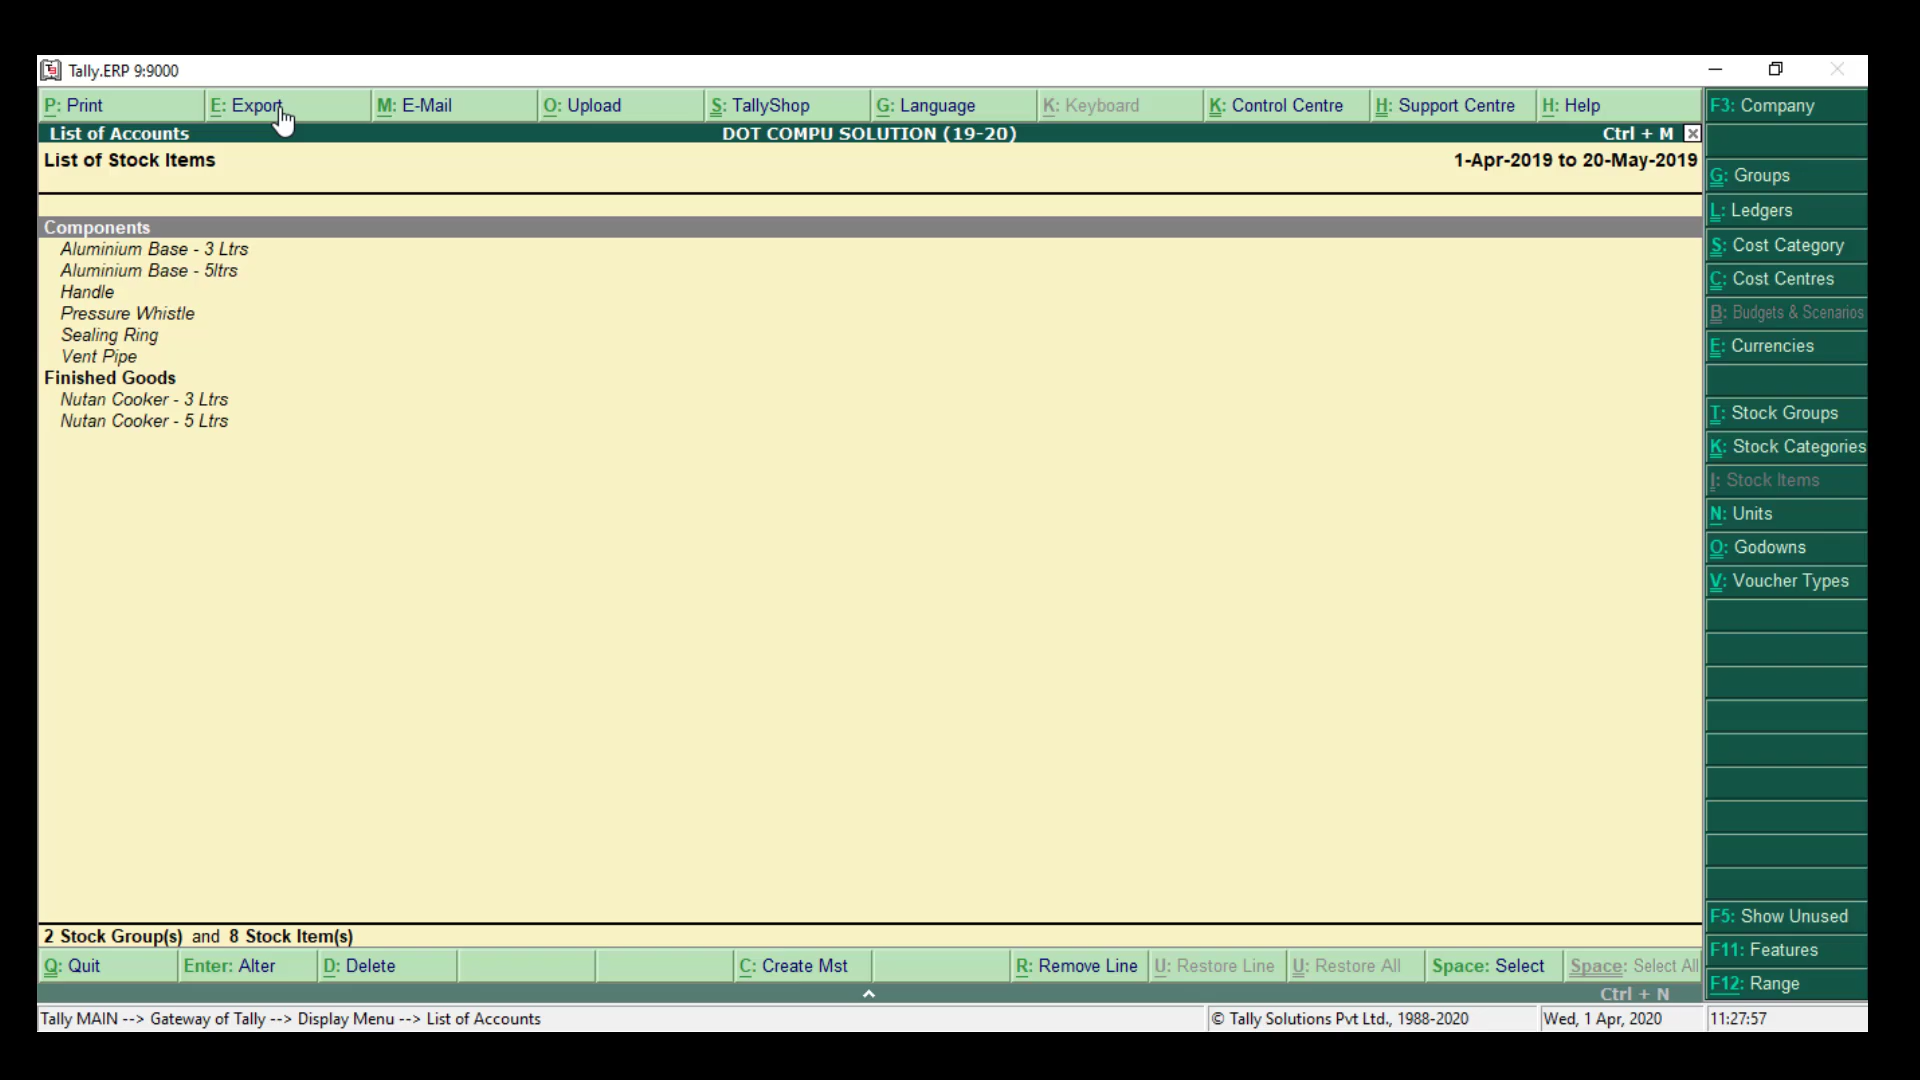 Tally.ERP 9:9000
P: Print E: Export M: E-Mail O: Upload S: TallyShop G: Language K: Keyboard K: Control Centre H: Support Centre H: Help
F3: Company
List of Accounts DOT COMPU SOLUTION (19-20) Ctrl + M
List of Stock Items 1-Apr-2019 to 20-May-2019
G: Groups
L: Ledgers
S: Cost Category
C: Cost Centres
B: Budgets & Scenarios
E: Currencies
T: Stock Groups
K: Stock Categories
I: Stock Items
N: Units
O: Godowns
V: Voucher Types
F5: Show Unused
F11: Features
F12: Range
Components
Aluminium Base - 3 Ltrs
Aluminium Base - 5ltrs
Handle
Pressure Whistle
Sealing Ring
Vent Pipe
Finished Goods
Nutan Cooker - 3 Ltrs
Nutan Cooker - 5 Ltrs
2 Stock Group(s) and 8 Stock Item(s)
Q: Quit Enter: Alter D: Delete C: Create Mst R: Remove Line U: Restore Line U: Restore All Space: Select Space: Select All
Ctrl + N
Tally MAIN --> Gateway of Tally --> Display Menu --> List of Accounts © Tally Solutions Pvt Ltd., 1988-2020 Wed, 1 Apr, 2020 11:27:57